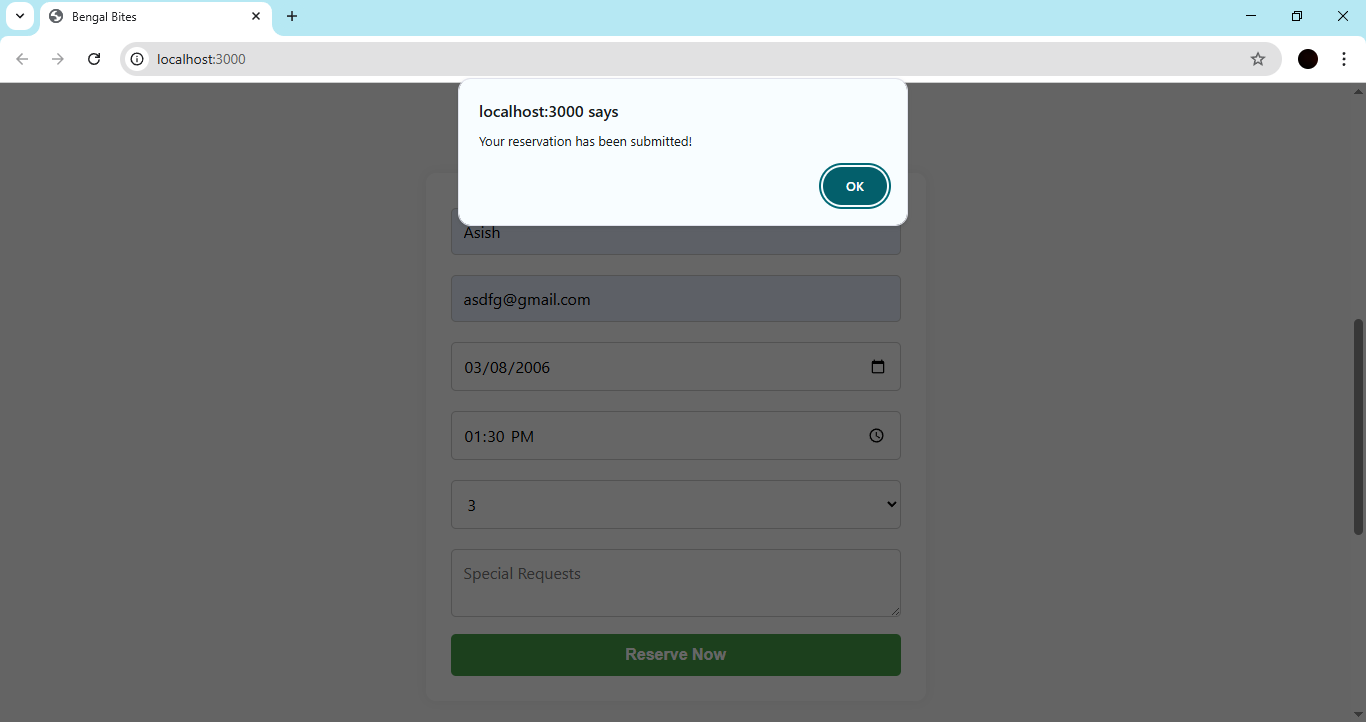 Bengal Bites
localhost:3000
localhost:3000 says
Your reservation has been submitted!
OK
Asish
asdfg@gmail.com
03/08/2006
01:30 PM
3
Special Requests
Reserve Now